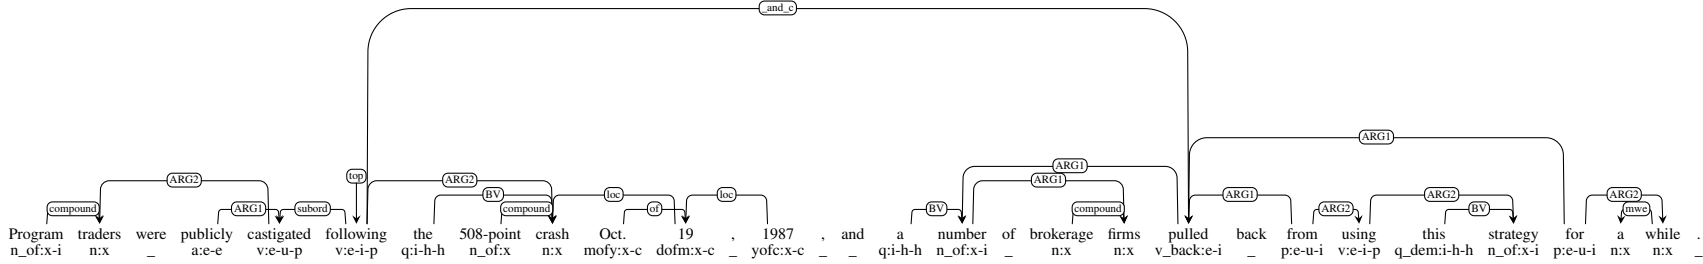 _and_c
ARG1
ARG1
top
ARG1
ARG2
ARG2
BV
loc
loc
ARG1
ARG2
BV
ARG2
compound
ARG1
subord
compound
of
BV
compound
ARG2
BV
mwe
Program traders were publicly castigated following the 508-point crash Oct. 19 , 1987 , and a number of brokerage firms pulled back from using this strategy for a while .
n_of:x-i n:x _ a:e-e v:e-u-p v:e-i-p q:i-h-h n_of:x n:x mofy:x-c dofm:x-c _ yofc:x-c _ _ q:i-h-h n_of:x-i _ n:x n:x v_back:e-i _ p:e-u-i v:e-i-p q_dem:i-h-h n_of:x-i p:e-u-i n:x n:x _